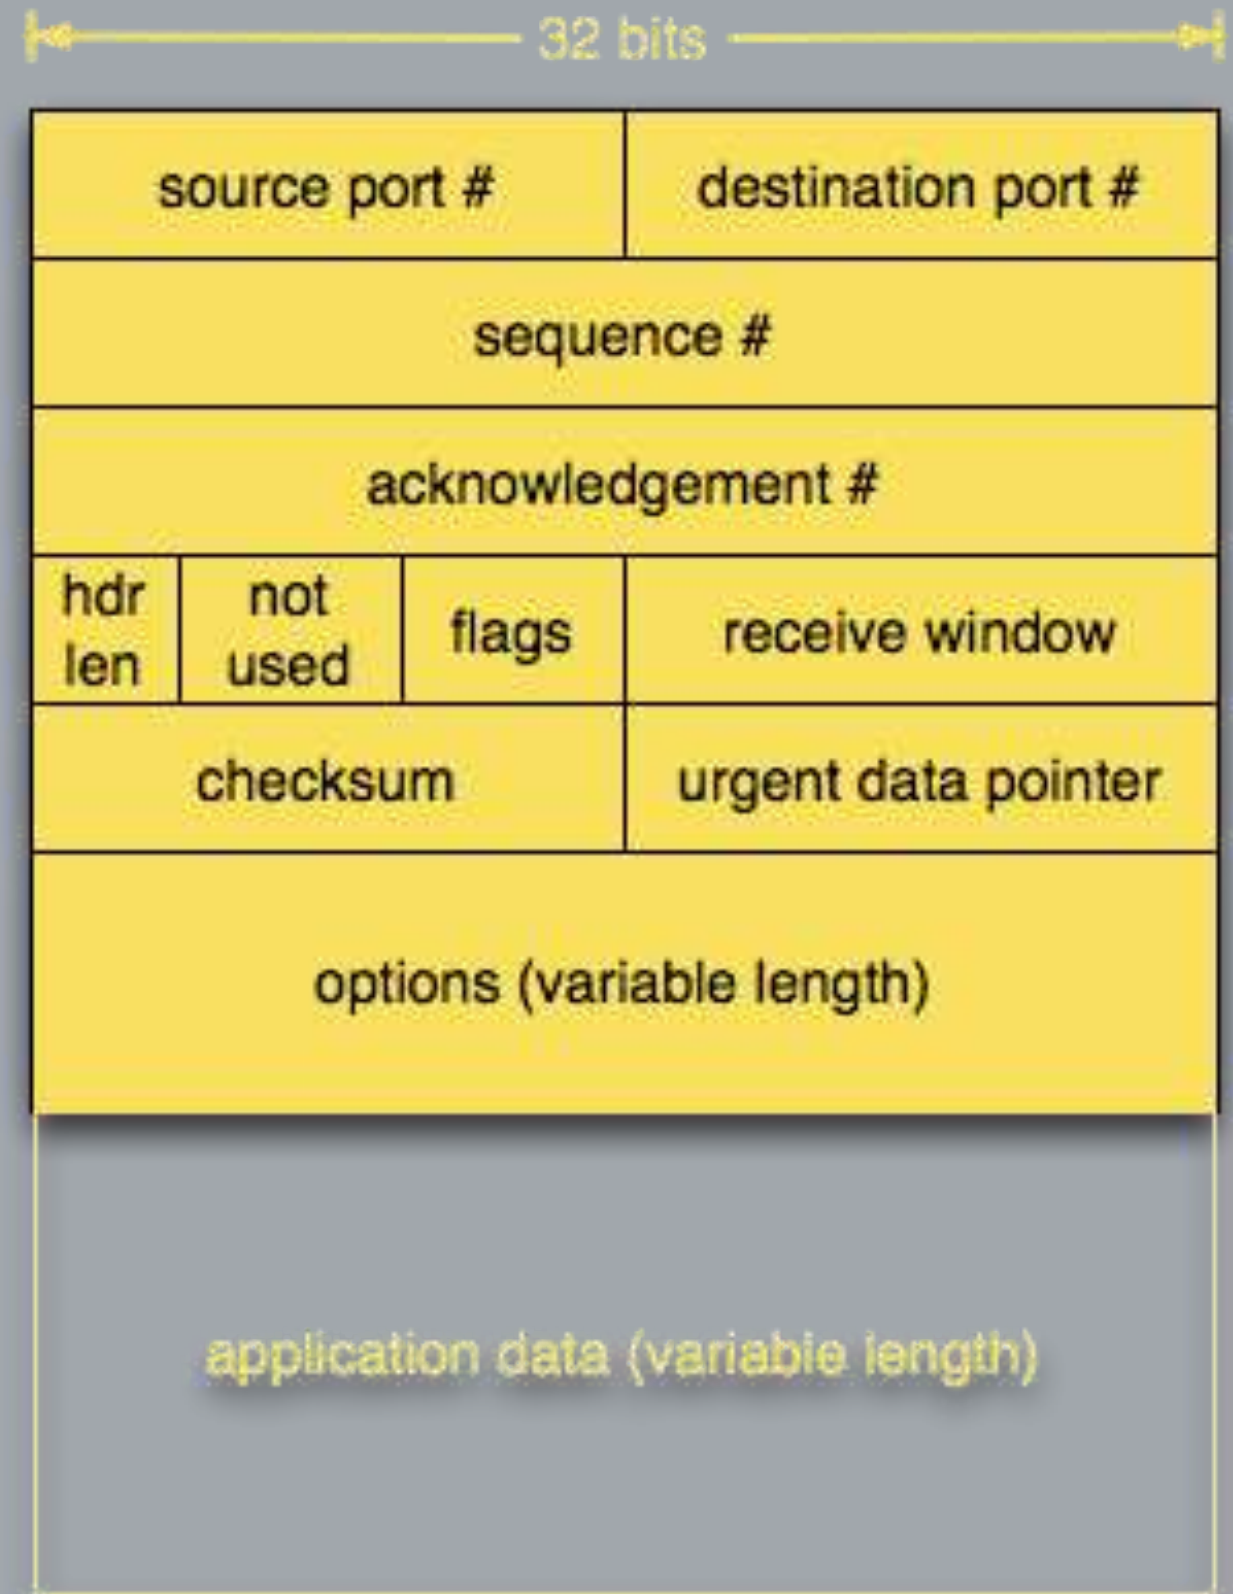 32 bits
source port #
destination port #
sequence #
acknowledgement #
hdr
len
not
used
flags
receive window
checksum
urgent data pointer
options (variable length)
application data (variable length)